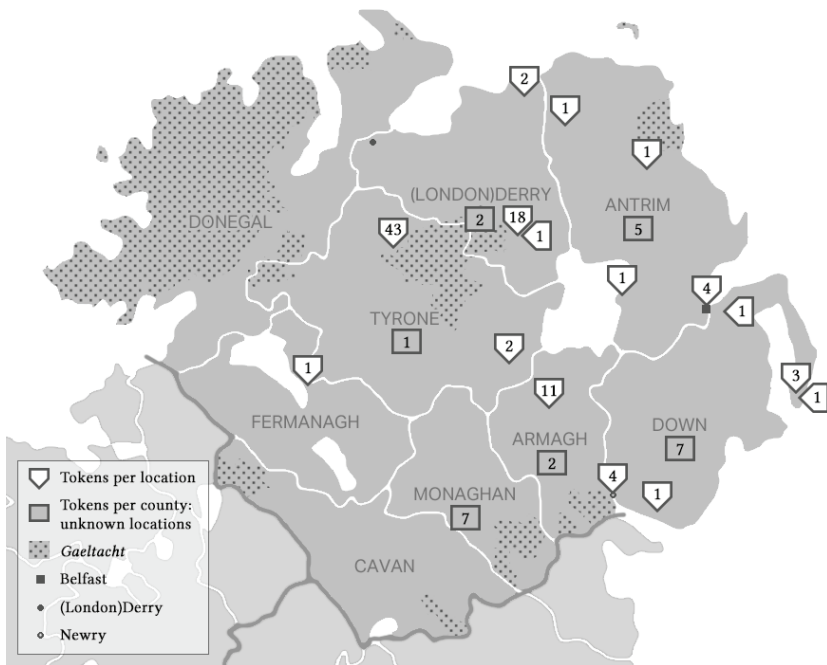 2
1
1
(LONDON)DERRY
2
18
1
ANTRIM
5
DONEGAL
43
1
4
1
TYRONE
1
2
1
3
1
11
FERMANAGH
DOWN
7
ARMAGH
2
4
1
MONAGHAN
7
CAVAN
Tokens per location
Tokens per county:
unknown locations
Gaeltacht
Belfast
(London)Derry
Newry